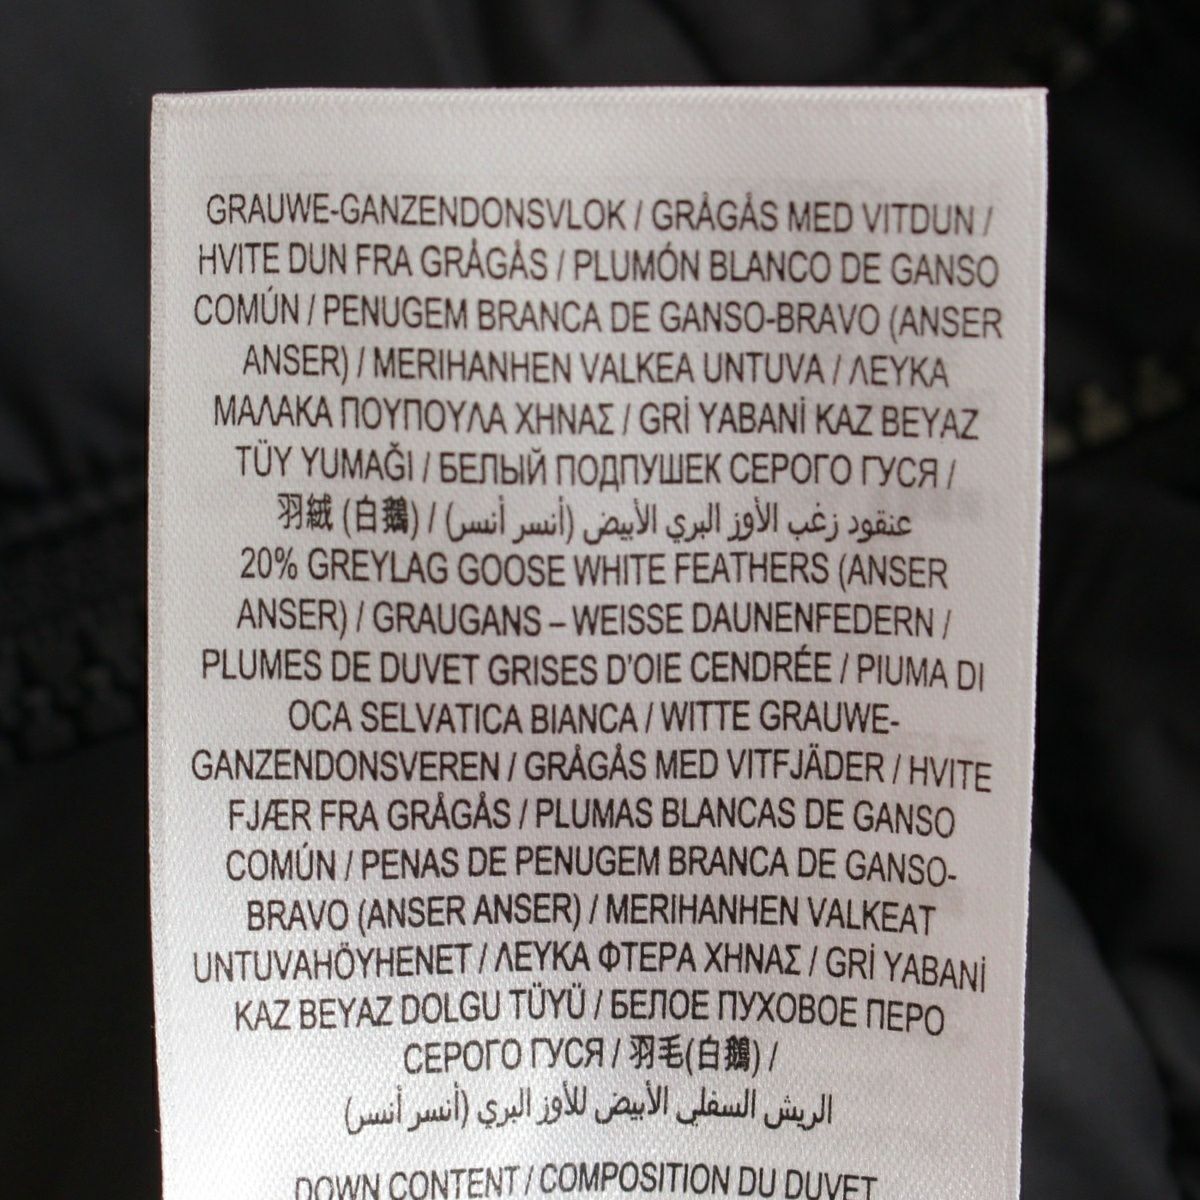 GRAUWE-GANZENDONSVLOK / GRÅGÅS MED VITDUN /
HVITE DUN FRA GRÅGÅS / PLUMÓN BLANCO DE GANSO
COMÚN / PENUGEM BRANCA DE GANSO-BRAVO (ANSER
ANSER) / MERIHANHEN VALKEA UNTUVA / ΛΕΥΚΑ
ΜΑΛΑΚΑ ΠΟΥΠΟΥΛΑ ΧΗΝΑΣ / GRİ YABANİ KAZ BEYAZ
TÜY YUMAĞI / БЕЛЫЙ ПОДПУШЕК СЕРОГО ГУСЯ /
羽絨 (白鵝) / عنقود زغب الأوز البري الأبيض (أنسر أنسر)
20% GREYLAG GOOSE WHITE FEATHERS (ANSER
ANSER) / GRAUGANS – WEISSE DAUNENFEDERN /
PLUMES DE DUVET GRISES D'OIE CENDRÉE / PIUMA DI
OCA SELVATICA BIANCA / WITTE GRAUWE-
GANZENDONSVEREN / GRÅGÅS MED VITFJÄDER / HVITE
FJÆR FRA GRÅGÅS / PLUMAS BLANCAS DE GANSO
COMÚN / PENAS DE PENUGEM BRANCA DE GANSO-
BRAVO (ANSER ANSER) / MERIHANHEN VALKEAT
UNTUVAHÖYHENET / ΛΕΥΚΑ ΦΤΕΡΑ ΧΗΝΑΣ / GRİ YABANİ
KAZ BEYAZ DOLGU TÜYÜ / БЕЛОЕ ПУХОВОЕ ПЕРО
СЕРОГО ГУСЯ / 羽毛(白鵝) /
الريش السفلي الأبيض للأوز البري (أنسر أنسر)
DOWN CONTENT / COMPOSITION DU DUVET